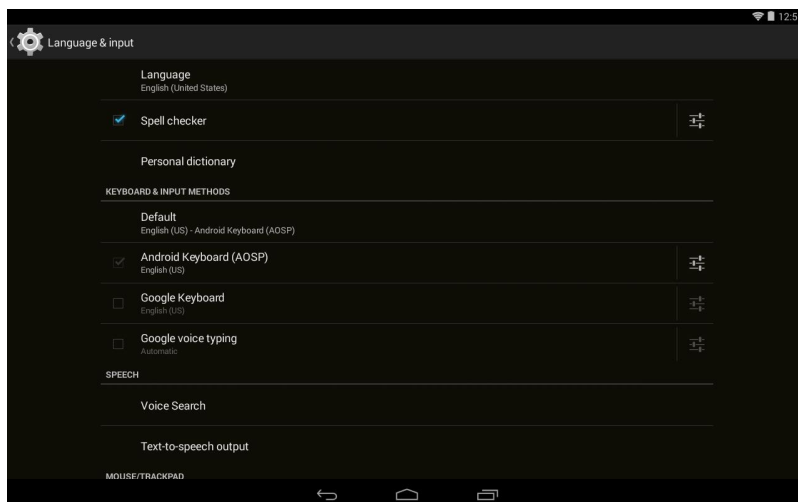 12:5
Language & input
Language
English (United States)
Spell checker
Personal dictionary
KEYBOARD & INPUT METHODS
Default
English (US) - Android Keyboard (AOSP)
Android Keyboard (AOSP)
English (US)
Google Keyboard
English (US)
Google voice typing
Automatic
SPEECH
Voice Search
Text-to-speech output
MOUSE/TRACKPAD